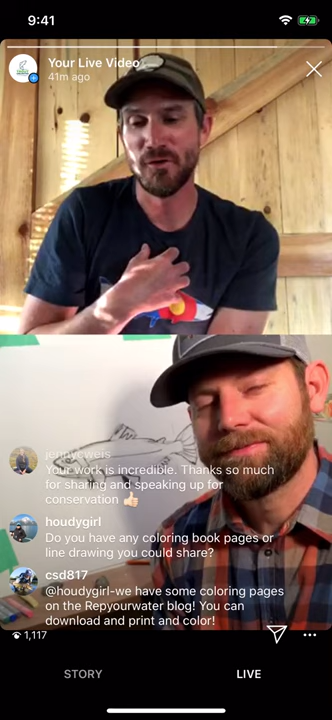 9:41
Your Live Video
41m ago
jennycweis
Your work is incredible. Thanks so much
for sharing and speaking up for
conservation 👍🏻
houdygirl
Do you have any coloring book pages or
line drawing you could share?
csd817
@houdygirl-we have some coloring pages
on the Repyourwater blog! You can
download and print and color!
1,117
STORY
LIVE